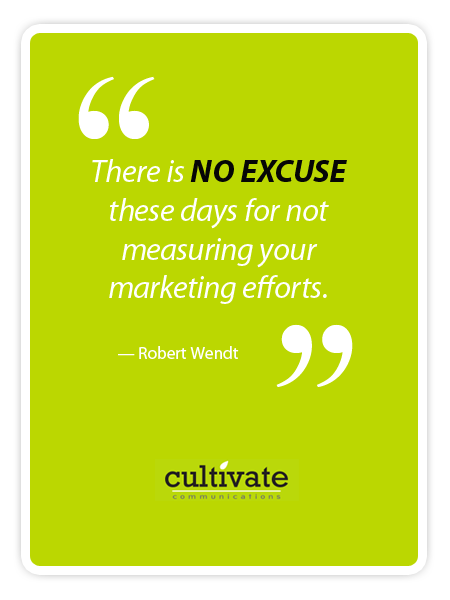 “
There is NO EXCUSE
these days for not
measuring your
marketing efforts.
— Robert Wendt
”
cultivate
communications